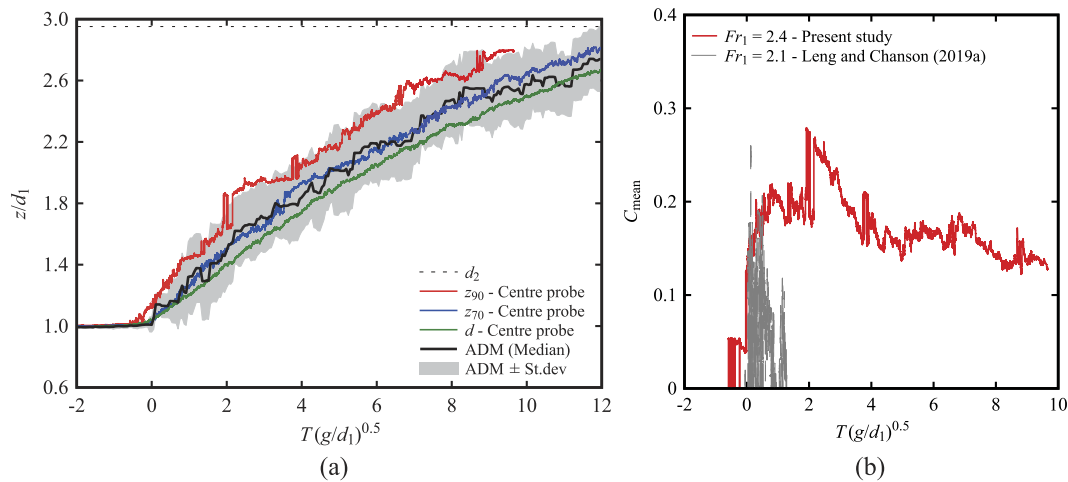 3.0
2.6
2.2
1.8
1.4
1.0
0.6
z/d1
d2
z90 - Centre probe
z70 - Centre probe
d - Centre probe
ADM (Median)
ADM ± St.dev
-2 0 2 4 6 8 10 12
T(g/d1)0.5
(a)
0.4
0.3
0.2
0.1
0
Cmean
Fr1 = 2.4 - Present study
Fr1 = 2.1 - Leng and Chanson (2019a)
-2 0 2 4 6 8 10
T(g/d1)0.5
(b)